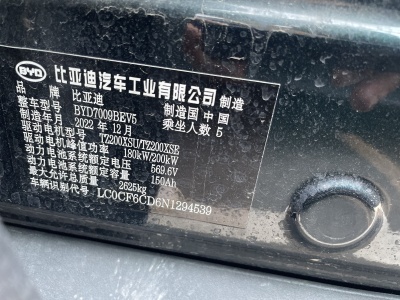 BYD 比亚迪汽车工业有限公司 制造
品 牌 比亚迪 制造国 中国
整车型号 BYD7009BEV5 乘坐人数 5
制造年月 2022 年 12 月
驱动电机型号 TZ200XSU/TZ200XSE
驱动电机峰值功率 180kW/200kW
动力电池系统额定电压 569.6V
动力电池系统额定容量 150Ah
最大允许总质量 2625kg
车辆识别代号: LC0CF6CD6N1294539